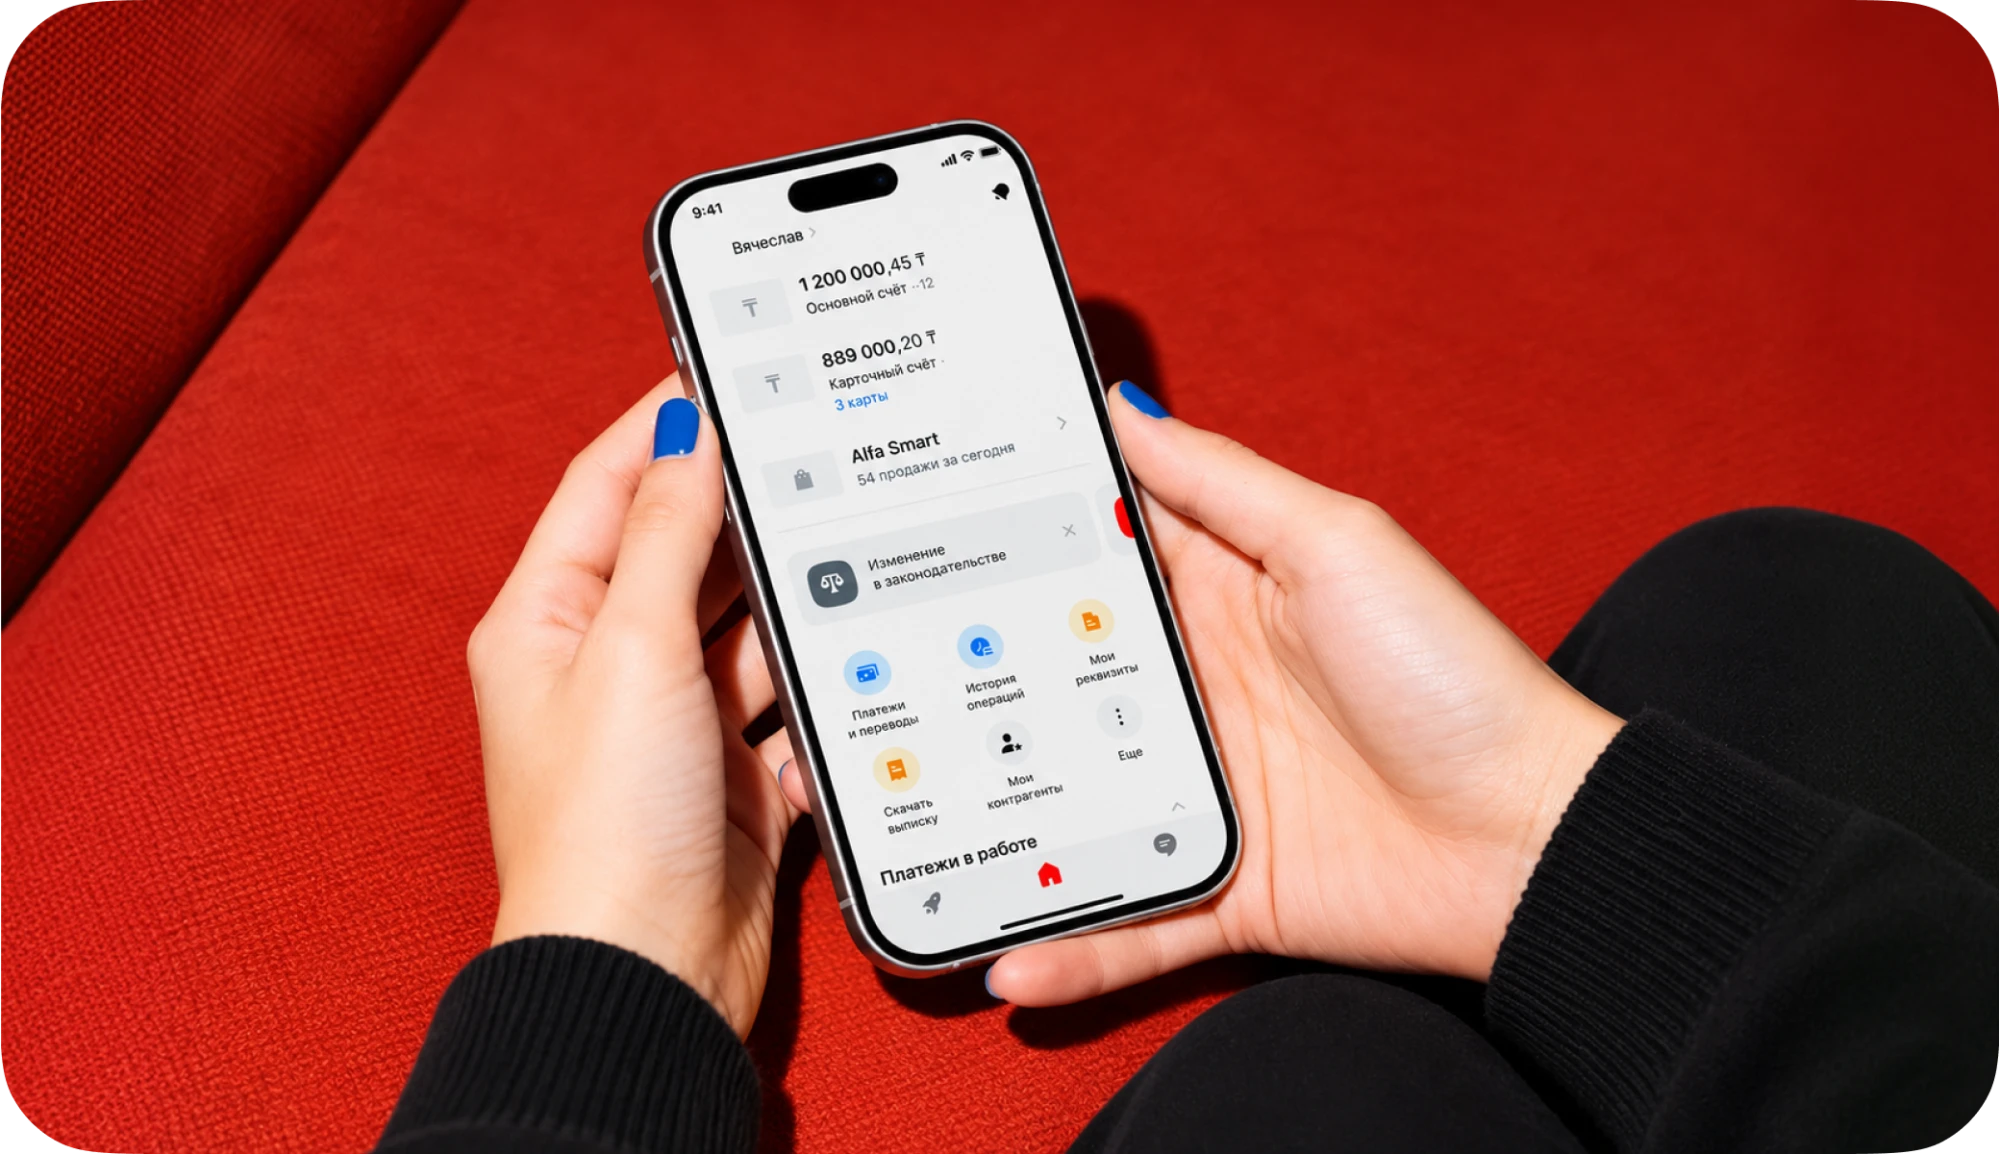 9:41
Вячеслав
1 200 000,45 ₸
Основной счёт ··12
889 000,20 ₸
Карточный счёт ·
3 карты
Alfa Smart
54 продажи за сегодня
Изменение
в законодательстве
Платежи
и переводы
История
операций
Мои
реквизиты
Скачать
выписку
Мои
контрагенты
Еще
Платежи в работе